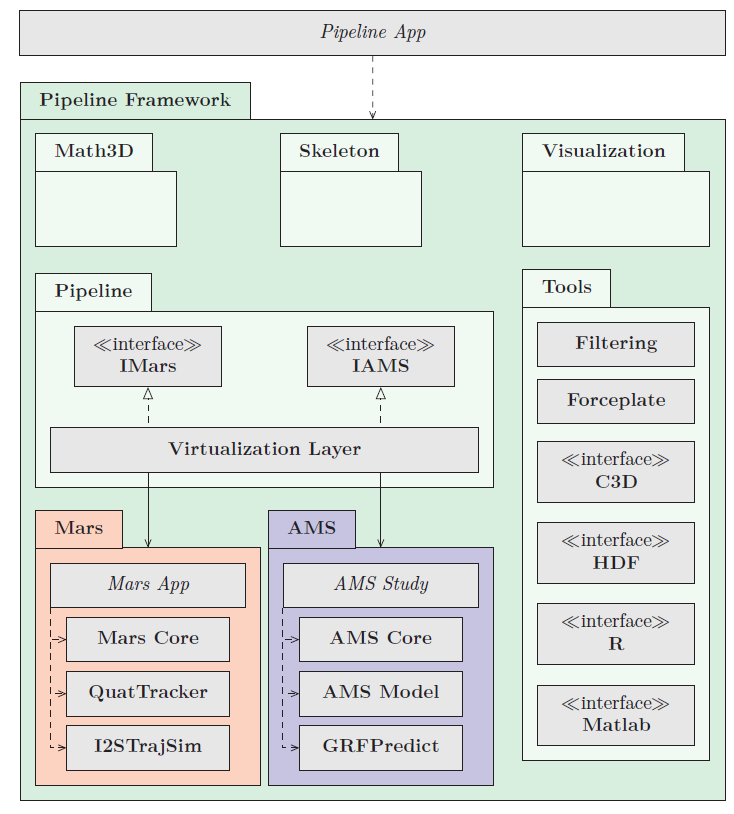 Pipeline App
Pipeline Framework
Math3D
Skeleton
Visualization
Pipeline
≪interface≫
IMars
≪interface≫
IAMS
Virtualization Layer
Mars
Mars App
Mars Core
QuatTracker
I2STrajSim
AMS
AMS Study
AMS Core
AMS Model
GRFPredict
Tools
Filtering
Forceplate
≪interface≫
C3D
≪interface≫
HDF
≪interface≫
R
≪interface≫
Matlab